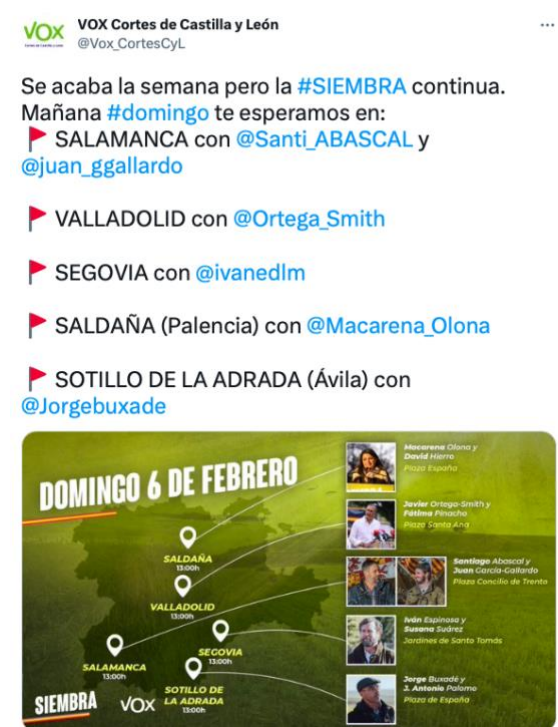 VOX Cortes de Castilla y León
@Vox_CortesCyL
Se acaba la semana pero la #SIEMBRA continua.
Mañana #domingo te esperamos en:
SALAMANCA con @Santi_ABASCAL y
@juan_ggallardo
VALLADOLID con @Ortega_Smith
SEGOVIA con @ivanedlm
SALDAÑA (Palencia) con @Macarena_Olona
SOTILLO DE LA ADRADA (Ávila) con
@Jorgebuxade
DOMINGO 6 DE FEBRERO
Macarena Olona y
David Hierro
Plaza España
Javier Ortega-Smith y
Fátima Pinacho
Plaza Santa Ana
Santiago Abascal y
Juan García-Gallardo
Plaza Concilio de Trento
Iván Espinosa y
Susana Suárez
Jardines de Santo Tomás
Jorge Buxadé y
J. Antonio Palomo
Plaza de España
SALDAÑA
13:00h
VALLADOLID
13:00h
SEGOVIA
13:00h
SALAMANCA
13:00h
SOTILLO DE
LA ADRADA
13:00h
SIEMBRA
VOX